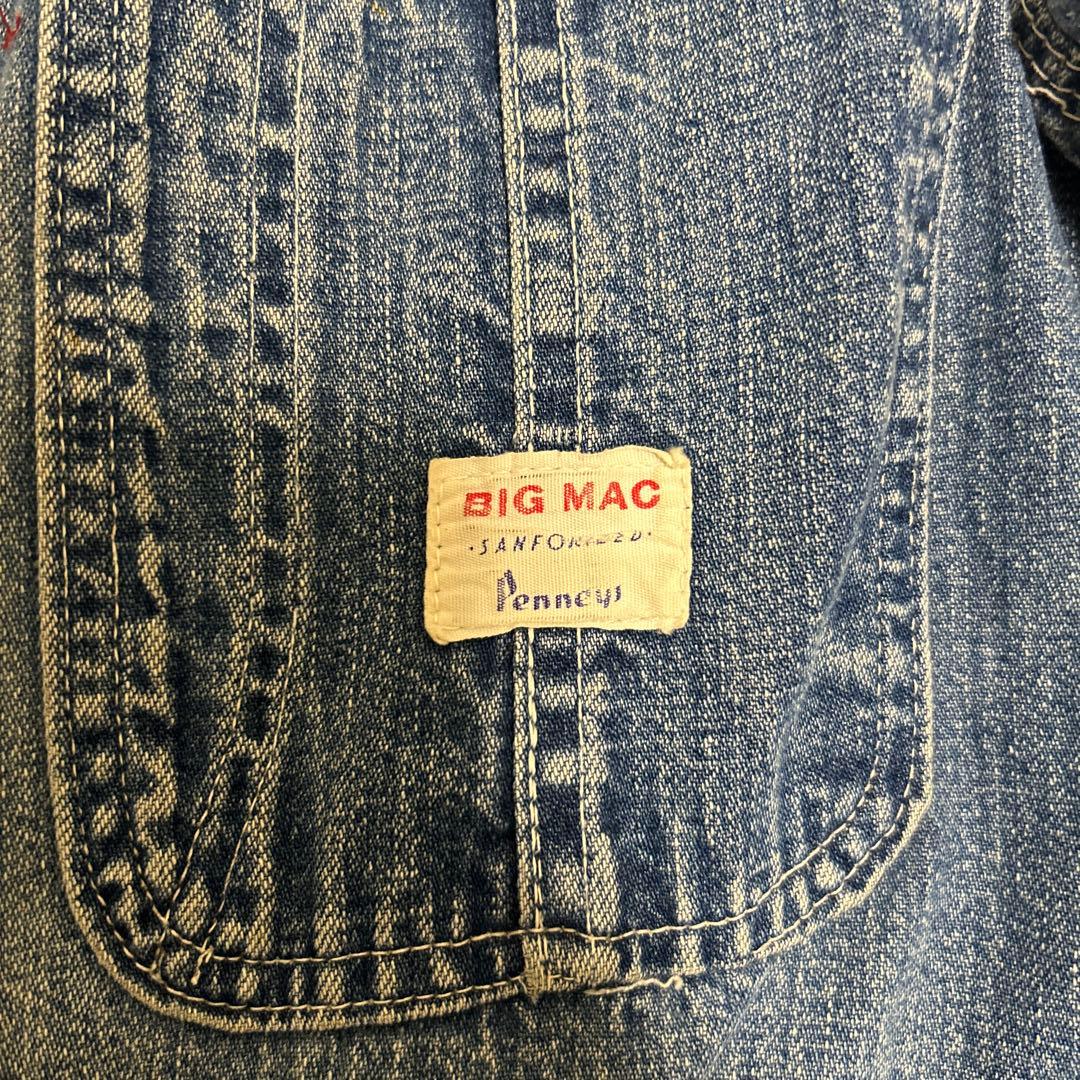 BIG MAC
·SANFORIZED·
Penneys